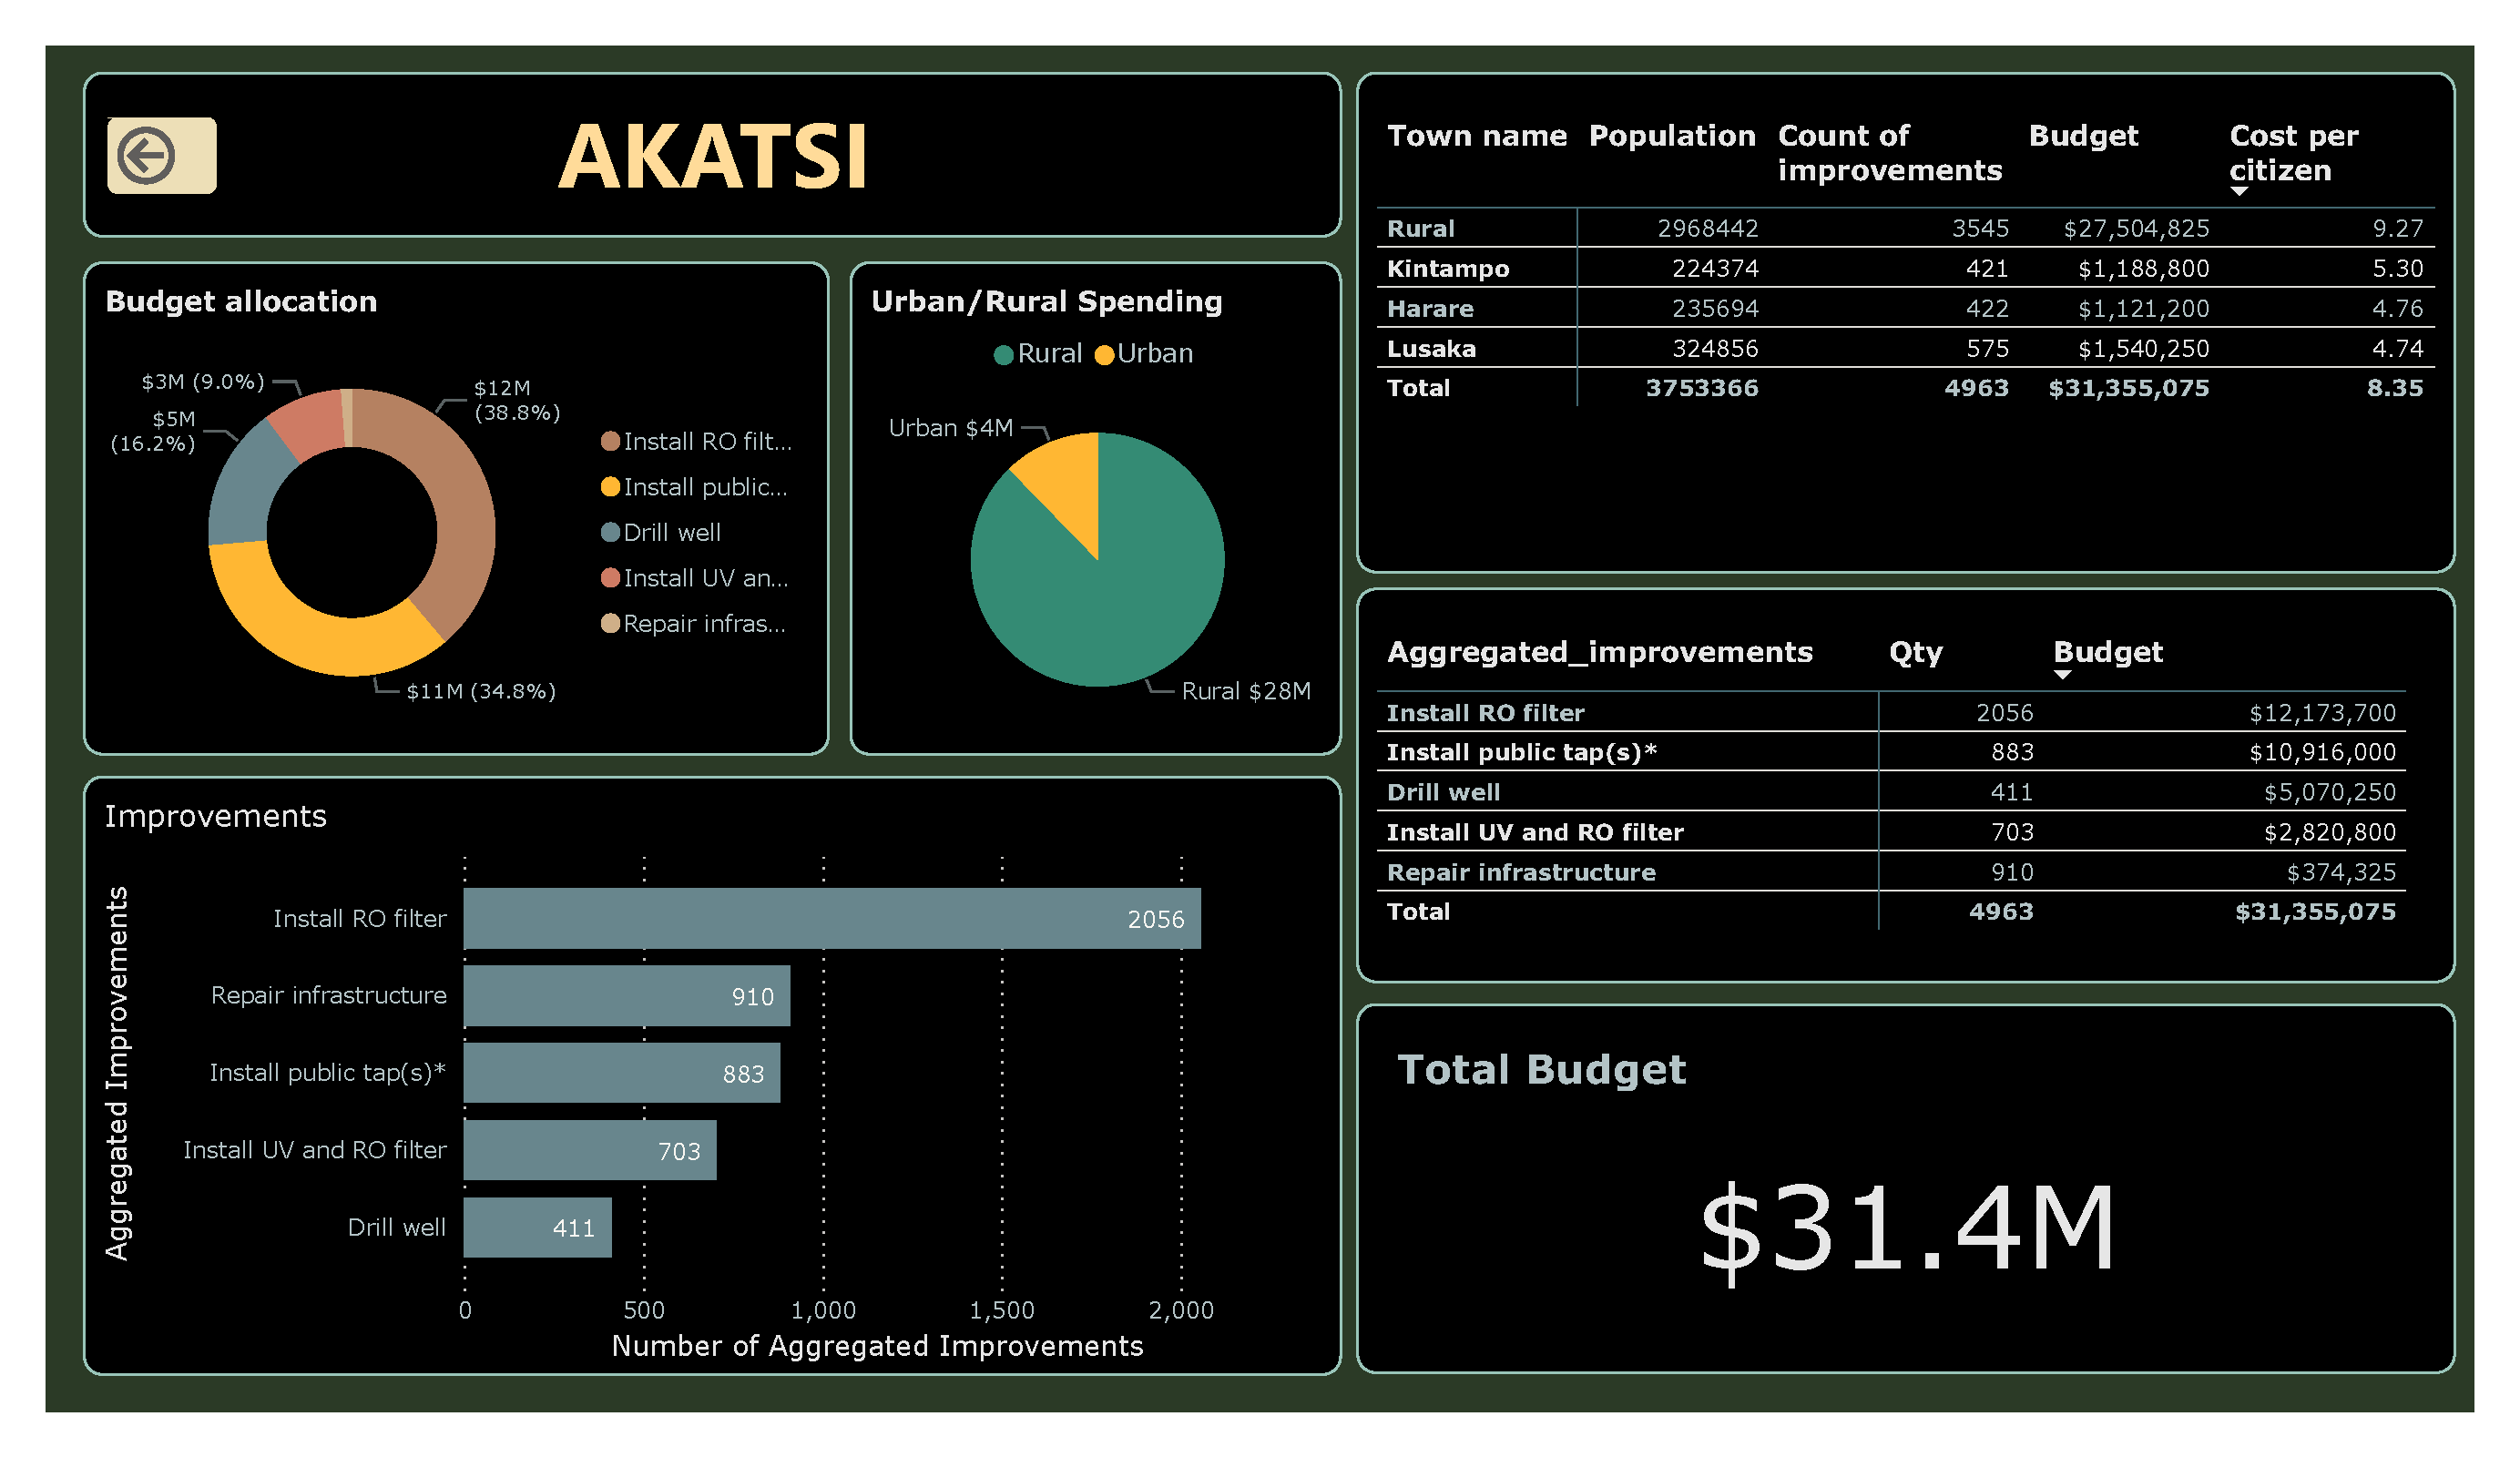 AKATSI
Budget allocation
$3M (9.0%)
$12M
(38.8%)
$5M
(16.2%)
$11M (34.8%)
Install RO filt...
Install public...
Drill well
Install UV an...
Repair infras...
Urban/Rural Spending
Rural Urban
Urban $4M
Rural $28M
Improvements
Aggregated Improvements
Install RO filter 2056
Repair infrastructure 910
Install public tap(s)* 883
Install UV and RO filter 703
Drill well 411
0 500 1,000 1,500 2,000
Number of Aggregated Improvements
Town name Population Count of improvements Budget Cost per citizen
Rural 2968442 3545 $27,504,825 9.27
Kintampo 224374 421 $1,188,800 5.30
Harare 235694 422 $1,121,200 4.76
Lusaka 324856 575 $1,540,250 4.74
Total 3753366 4963 $31,355,075 8.35
Aggregated_improvements Qty Budget
Install RO filter 2056 $12,173,700
Install public tap(s)* 883 $10,916,000
Drill well 411 $5,070,250
Install UV and RO filter 703 $2,820,800
Repair infrastructure 910 $374,325
Total 4963 $31,355,075
Total Budget
$31.4M